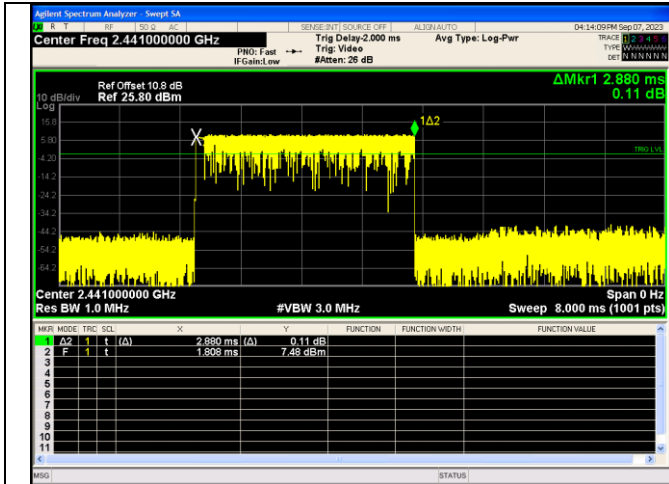 Agilent Spectrum Analyzer - Swept SA
R T RF 50 Ω AC SENSE:INT SOURCE OFF ALIGNAUTO 04:14:09PM Sep 07, 2023
Center Freq 2.441000000 GHz
PNO: Fast
IFGain:Low
Trig Delay-2.000 ms
Trig: Video
#Atten: 26 dB
Avg Type: Log-Pwr
TRACE 1 2 3 4 5 6
TYPE
DET N N N N N N
ΔMkr1 2.880 ms
0.11 dB
Ref Offset 10.8 dB
10 dB/div Ref 25.80 dBm
Log
15.8
5.80
-4.20
-14.2
-24.2
-34.2
-44.2
-54.2
-64.2
1Δ2
TRIG LVL
Center 2.441000000 GHz Span 0 Hz
Res BW 1.0 MHz #VBW 3.0 MHz Sweep 8.000 ms (1001 pts)
MKR MODE TRC SCL X Y FUNCTION FUNCTION WIDTH FUNCTION VALUE
1 Δ2 1 t (Δ) 2.880 ms (Δ) 0.11 dB
2 F 1 t 1.808 ms 7.48 dBm
3
4
5
6
7
8
9
10
11
MSG STATUS